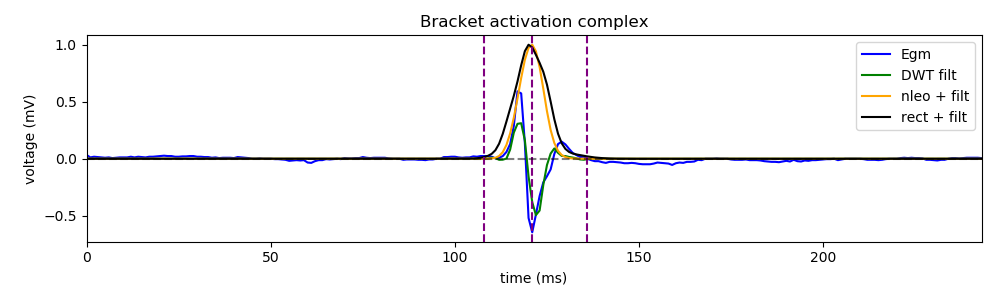 Bracket activation complex
voltage (mV)
1.0
0.5
0.0
−0.5
Egm
DWT filt
nleo + filt
rect + filt
0 50 100 150 200
time (ms)